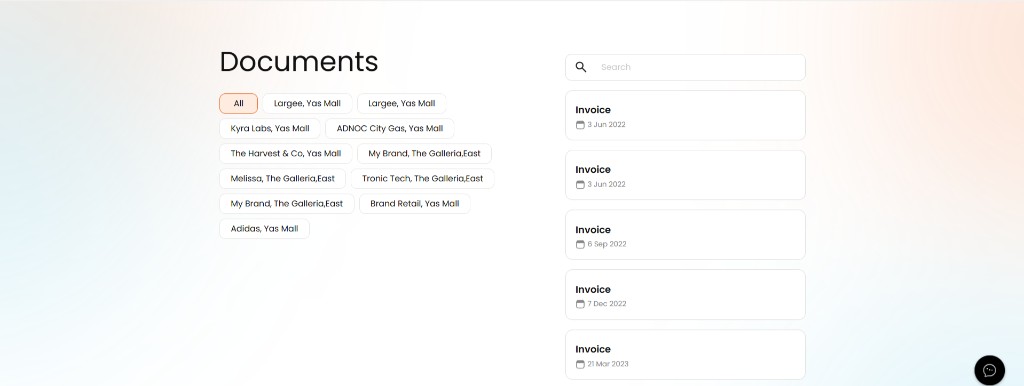 Documents
All
Largee, Yas Mall
Largee, Yas Mall
Kyra Labs, Yas Mall
ADNOC City Gas, Yas Mall
The Harvest & Co, Yas Mall
My Brand, The Galleria,East
Melissa, The Galleria,East
Tronic Tech, The Galleria,East
My Brand, The Galleria,East
Brand Retail, Yas Mall
Adidas, Yas Mall
Search
Invoice
3 Jun 2022
Invoice
3 Jun 2022
Invoice
6 Sep 2022
Invoice
7 Dec 2022
Invoice
21 Mar 2023